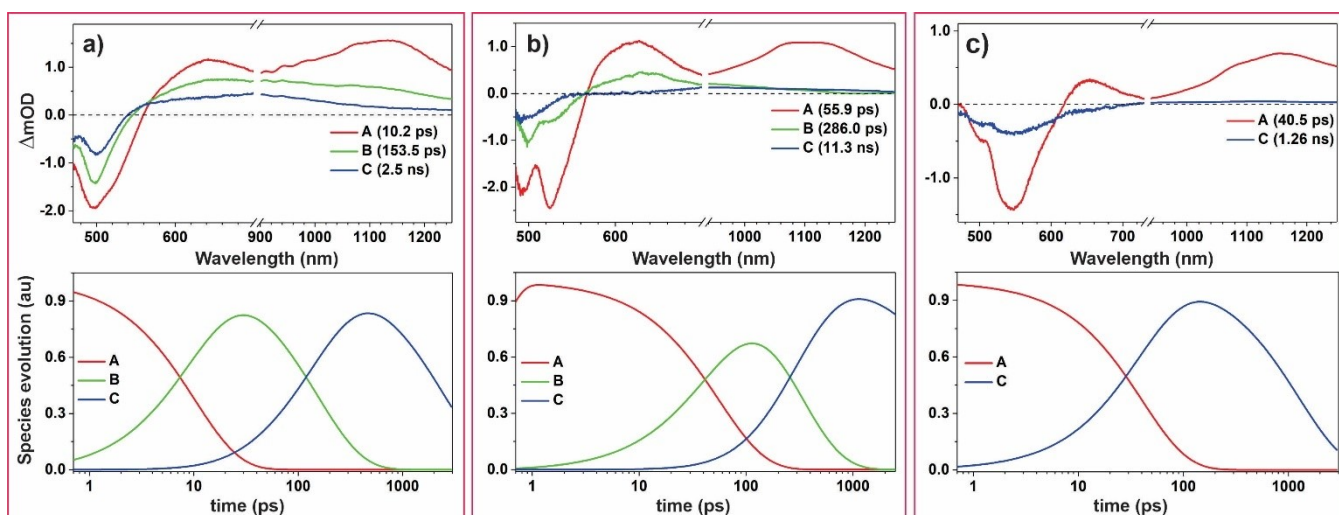 a)
1.0
0.0
-1.0
-2.0
ΔmOD
A (10.2 ps)
B (153.5 ps)
C (2.5 ns)
500 600 900 1000 1100 1200
Wavelength (nm)
b)
1.0
0.0
-1.0
-2.0
A (55.9 ps)
B (286.0 ps)
C (11.3 ns)
500 600 1000 1100 1200
Wavelength (nm)
c)
1.0
0.0
-1.0
A (40.5 ps)
C (1.26 ns)
500 600 700 1000 1200
Wavelength (nm)
0.9
0.6
0.3
0.0
Species evolution (au)
A
B
C
1 10 100 1000
time (ps)
0.9
0.6
0.3
0.0
A
B
C
1 10 100 1000
time (ps)
0.9
0.6
0.3
0.0
A
C
1 10 100 1000
time (ps)